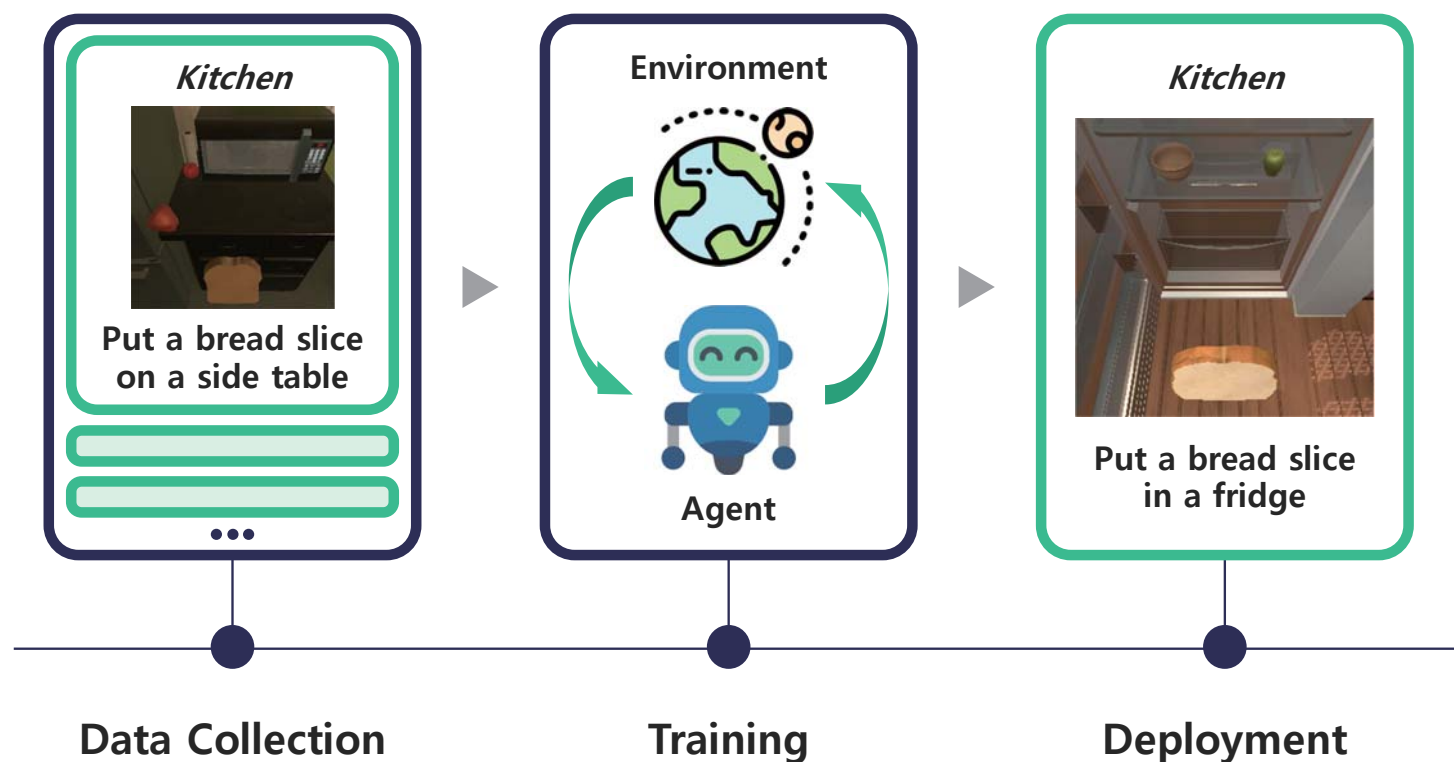 Kitchen
Put a bread slice
on a side table
Environment
Agent
Kitchen
Put a bread slice
in a fridge
Data Collection
Training
Deployment